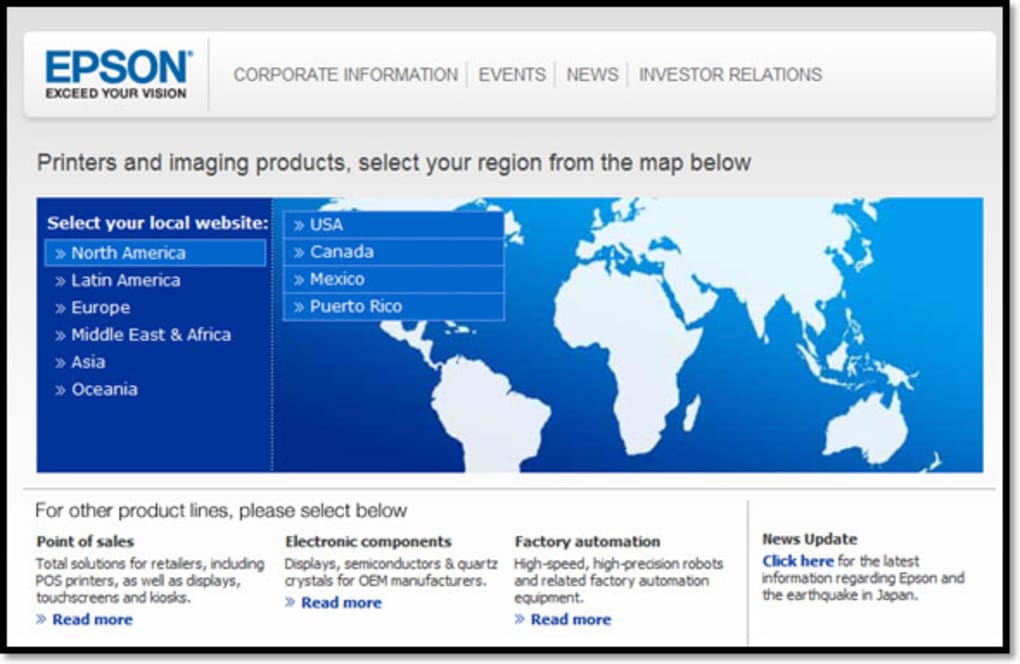 EPSON®
EXCEED YOUR VISION
CORPORATE INFORMATION
EVENTS
NEWS
INVESTOR RELATIONS
Printers and imaging products, select your region from the map below
Select your local website:
» North America
» Latin America
» Europe
» Middle East & Africa
» Asia
» Oceania
» USA
» Canada
» Mexico
» Puerto Rico
For other product lines, please select below
Point of sales
Total solutions for retailers, including
POS printers, as well as displays,
touchscreens and kiosks.
» Read more
Electronic components
Displays, semiconductors & quartz
crystals for OEM manufacturers.
» Read more
Factory automation
High-speed, high-precision robots
and related factory automation
equipment.
» Read more
News Update
Click here for the latest
information regarding Epson and
the earthquake in Japan.